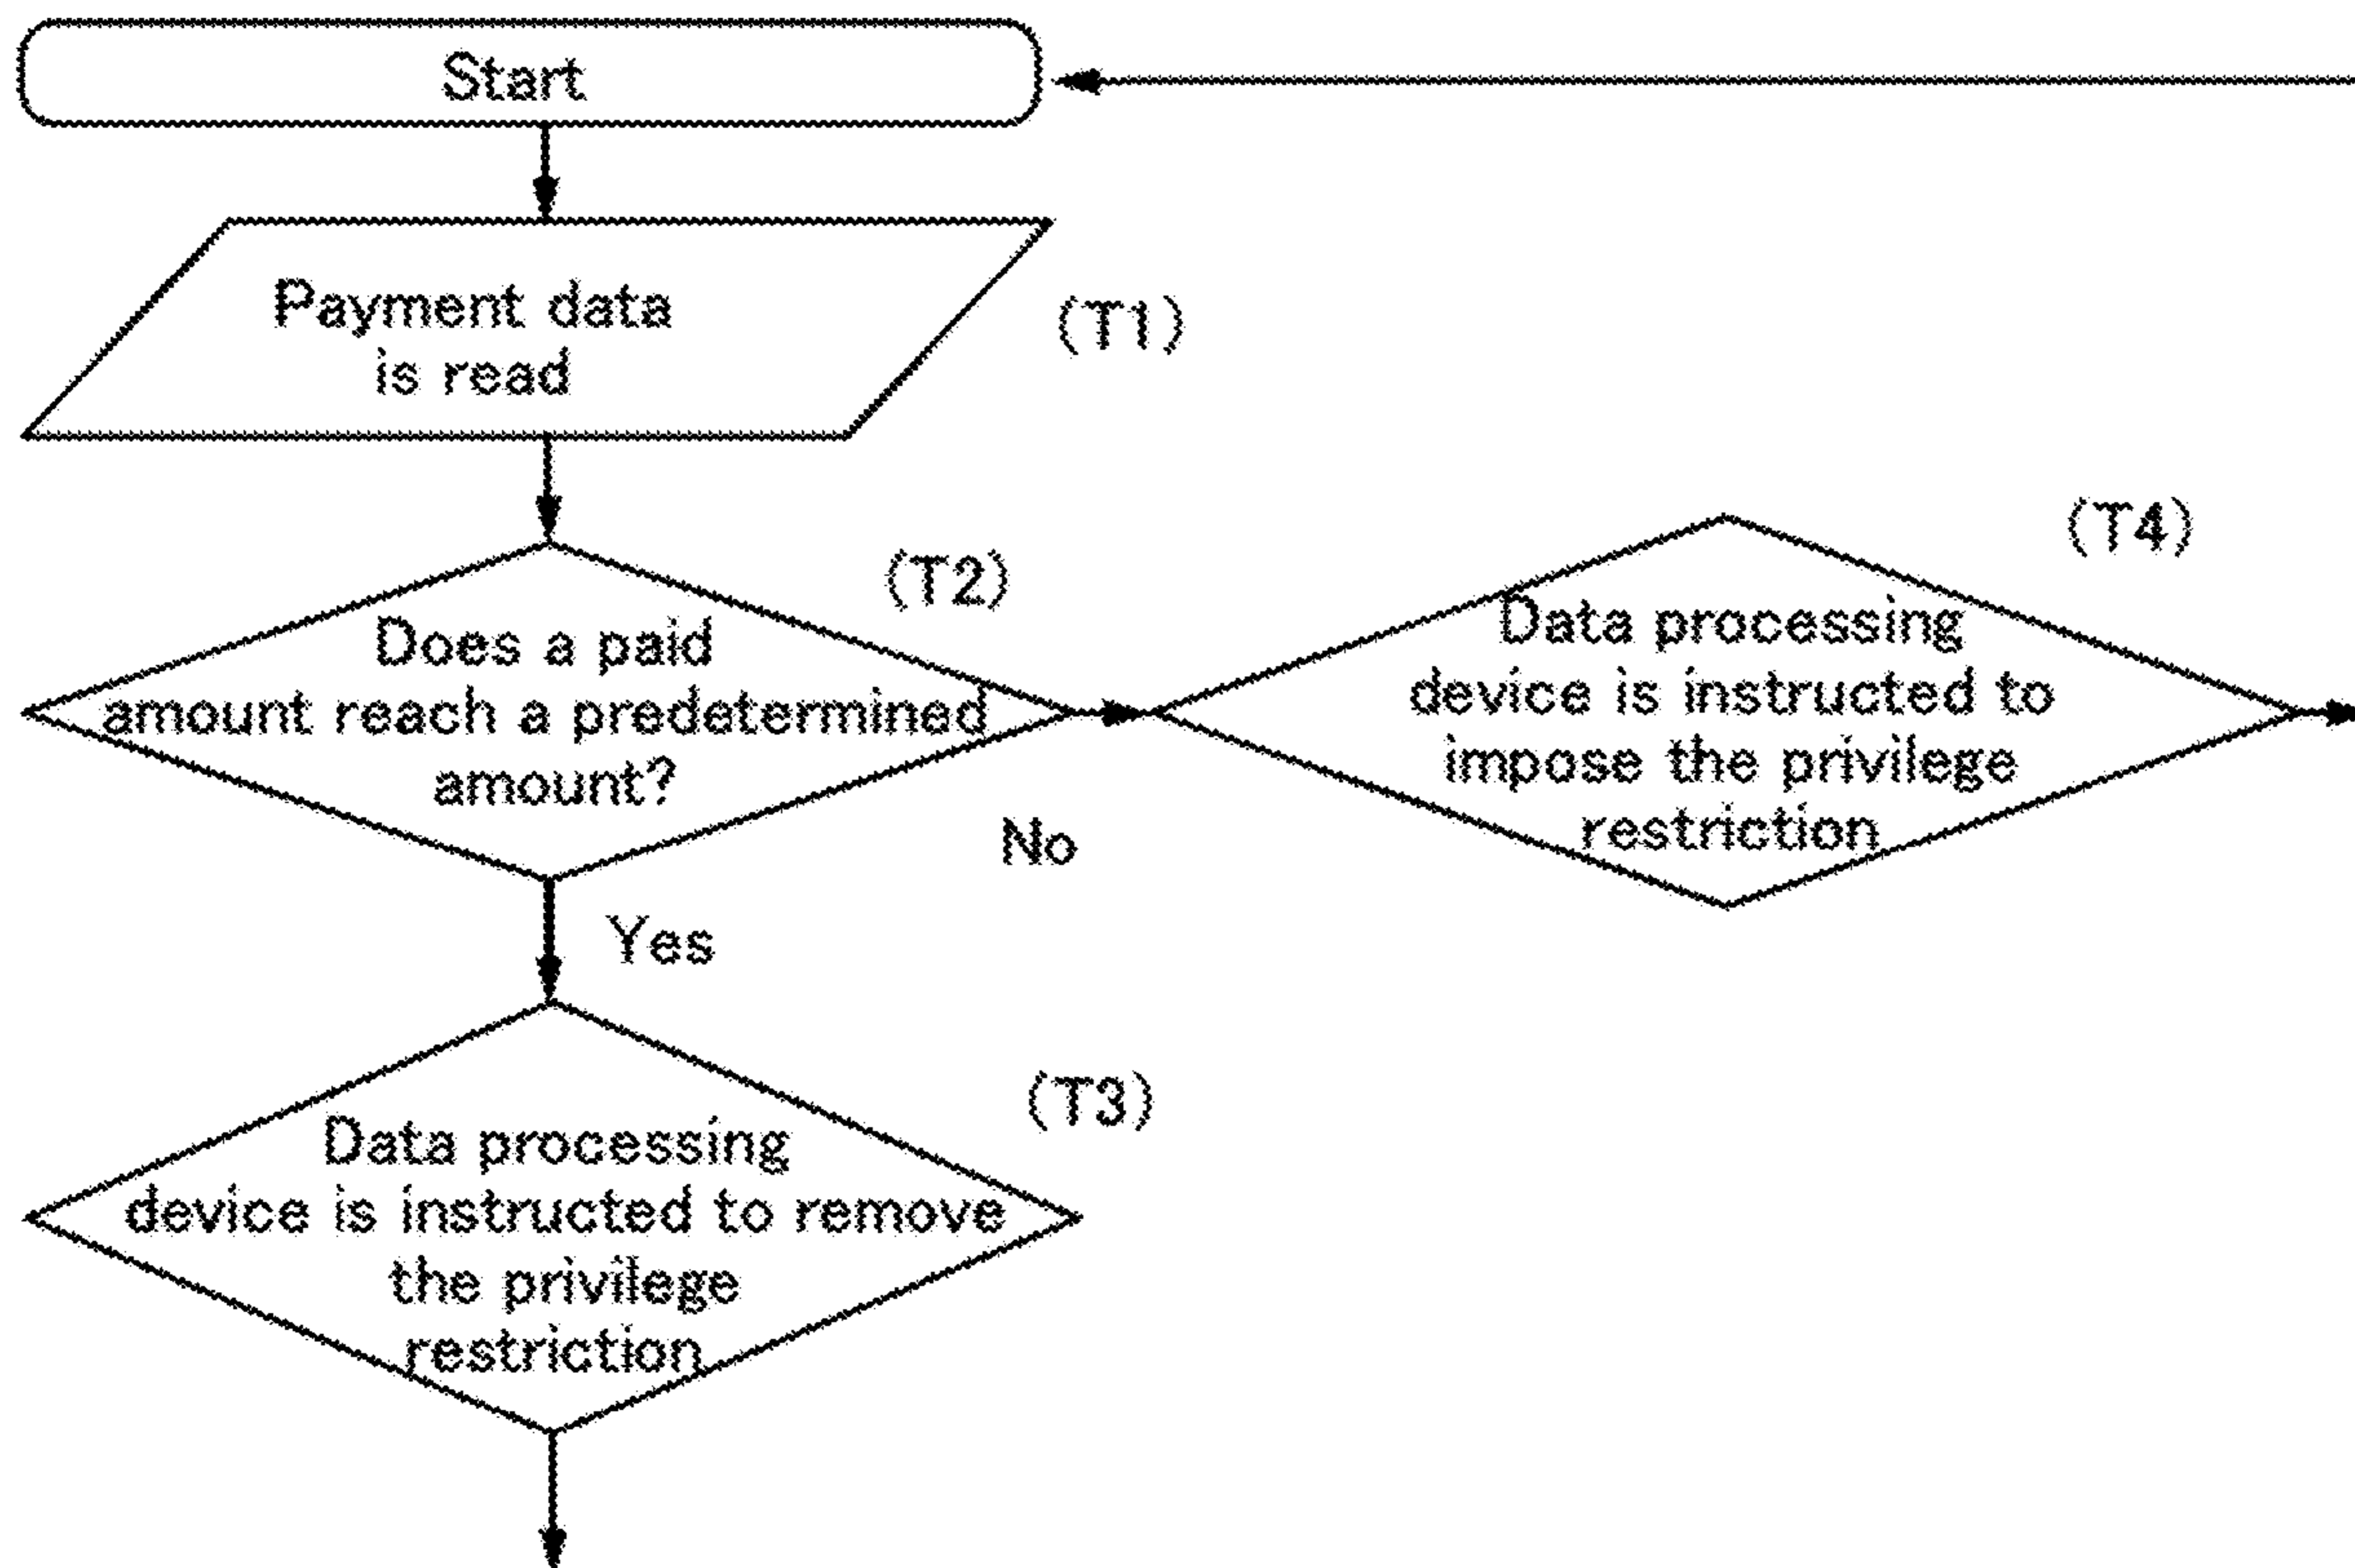 Start
Payment data
is read
(T1)
(T2)
Does a paid
amount reach a predetermined
amount?
No
Yes
(T4)
Data processing
device is instructed to
impose the privilege
restriction
(T3)
Data processing
device is instructed to remove
the privilege
restriction